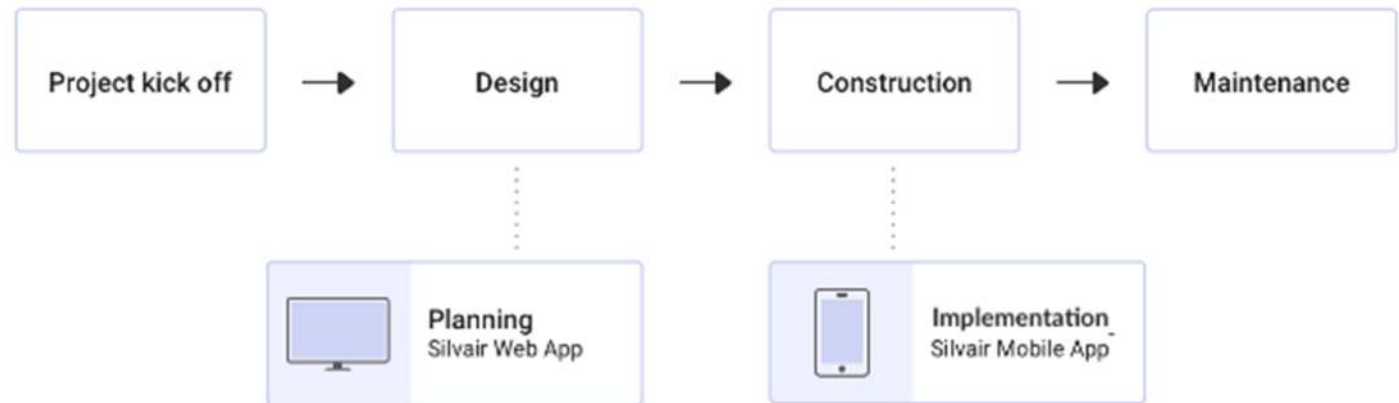 Project kick off
Design
Construction
Maintenance
Planning
Silvair Web App
Implementation
Silvair Mobile App